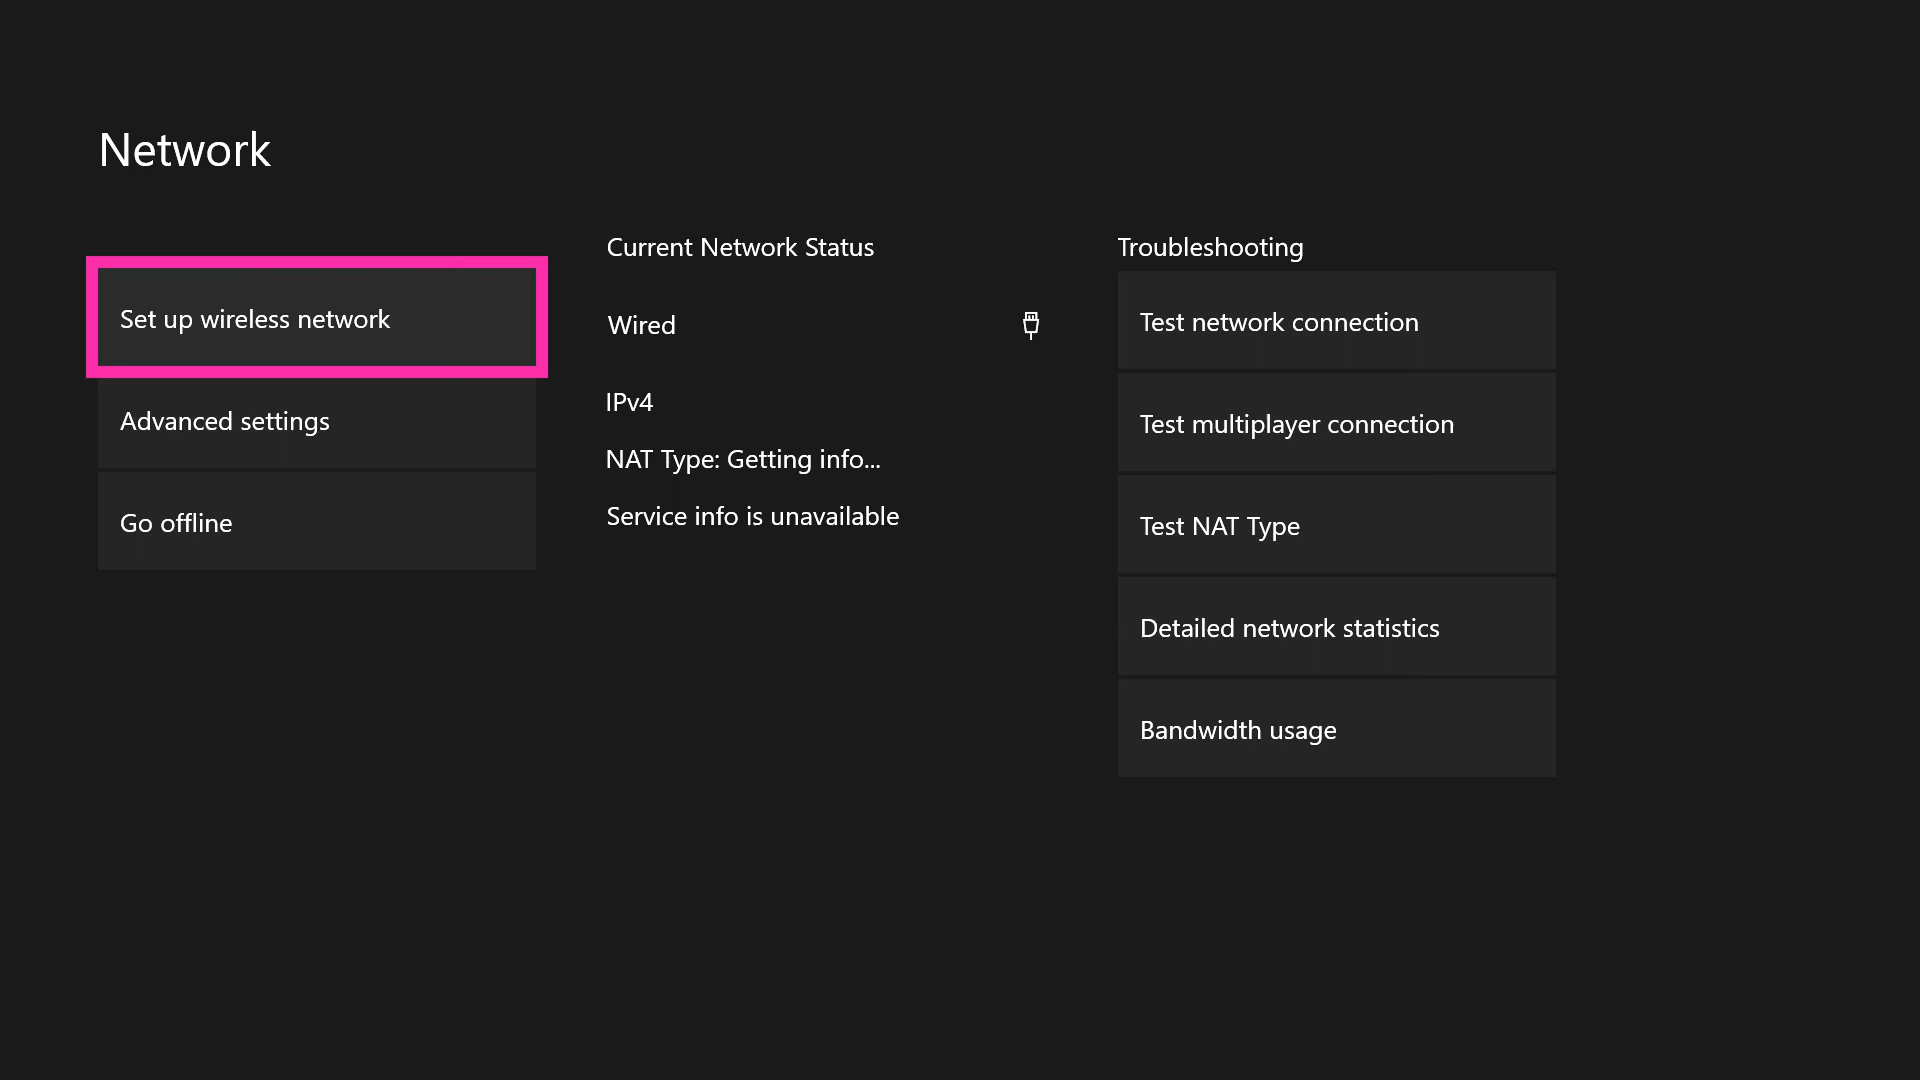 Network
Set up wireless network
Advanced settings
Go offline
Current Network Status
Wired
IPv4
NAT Type: Getting info...
Service info is unavailable
Troubleshooting
Test network connection
Test multiplayer connection
Test NAT Type
Detailed network statistics
Bandwidth usage